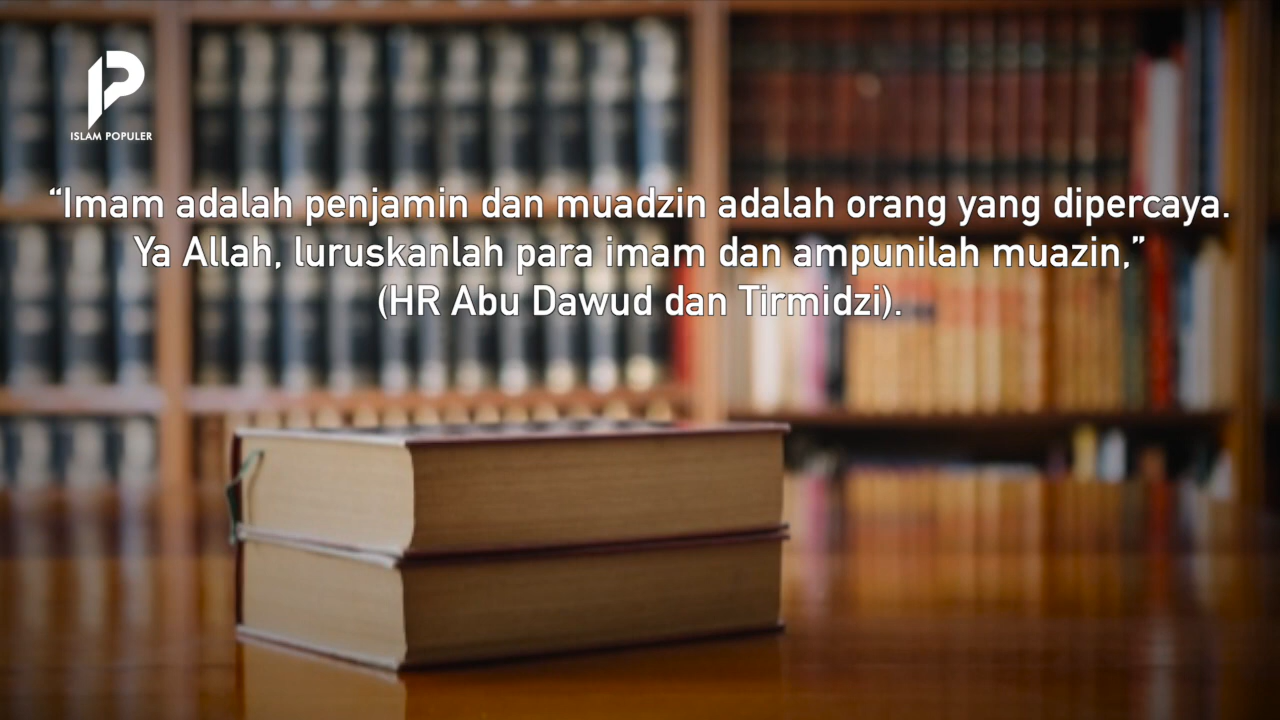 ISLAM POPULER
“Imam adalah penjamin dan muadzin adalah orang yang dipercaya.
Ya Allah, luruskanlah para imam dan ampunilah muazin,”
(HR Abu Dawud dan Tirmidzi).